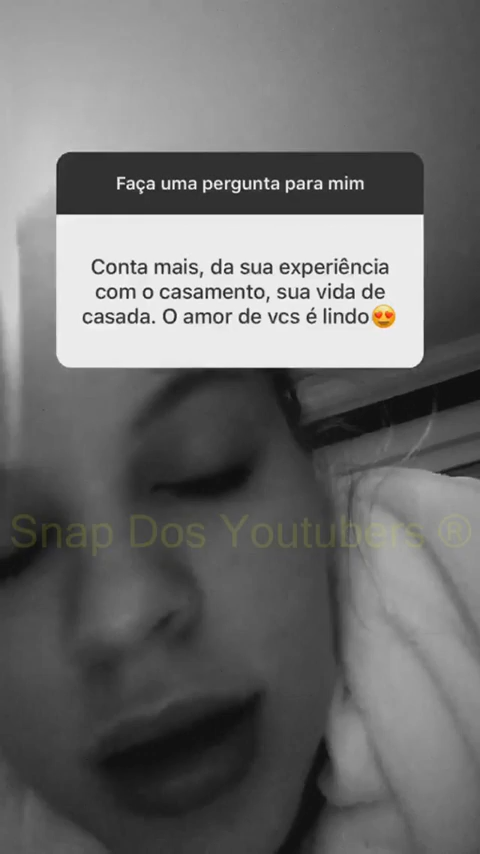 Faça uma pergunta para mim
Conta mais, da sua experiência
com o casamento, sua vida de
casada. O amor de vcs é lindo😍
Snap Dos Youtubers ®